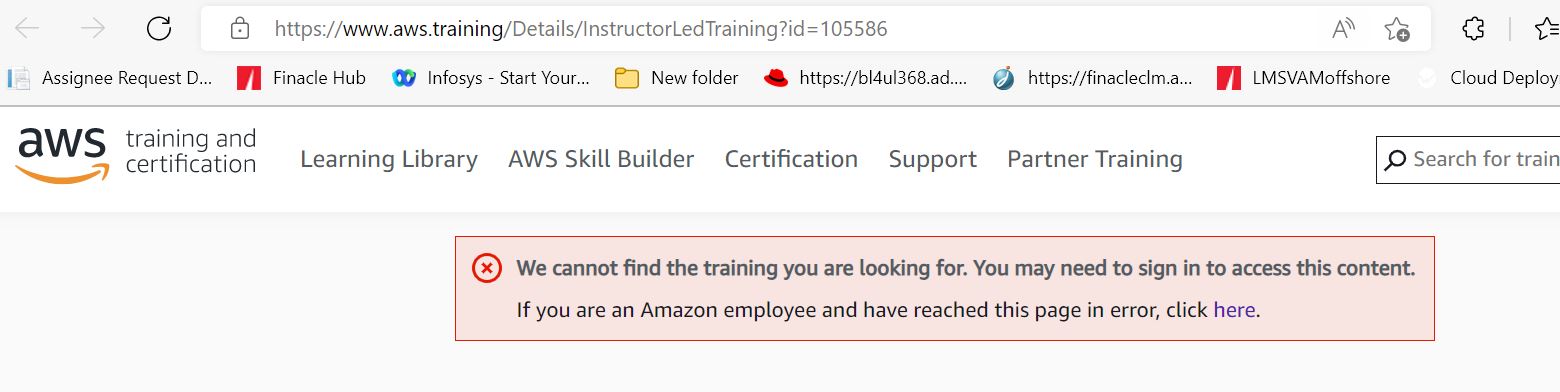 https://www.aws.training/Details/InstructorLedTraining?id=105586
Assignee Request D... Finacle Hub Infosys - Start Your... New folder https://bl4ul368.ad.... https://finacleclm.a... LMSVAMoffshore Cloud Deploy
aws training and
certification
Learning Library AWS Skill Builder Certification Support Partner Training Search for train
We cannot find the training you are looking for. You may need to sign in to access this content.
If you are an Amazon employee and have reached this page in error, click here.